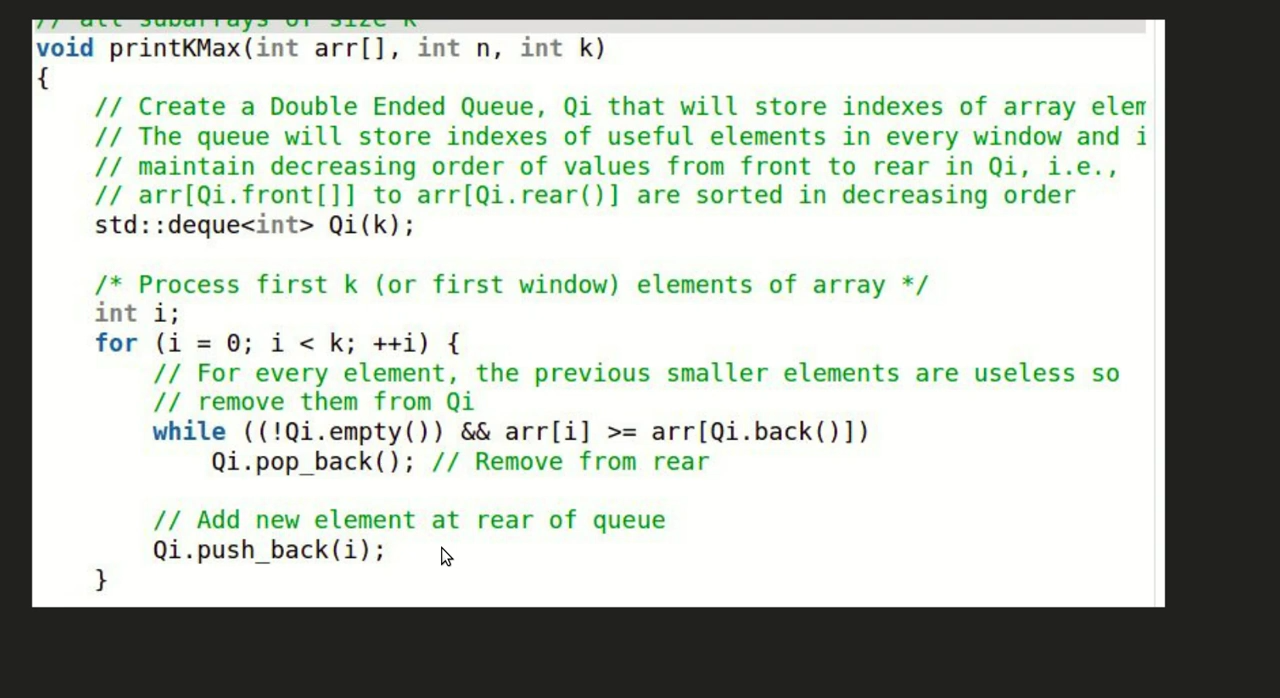 // all subarrays of size k
void printKMax(int arr[], int n, int k)
{
// Create a Double Ended Queue, Qi that will store indexes of array elem
// The queue will store indexes of useful elements in every window and i
// maintain decreasing order of values from front to rear in Qi, i.e.,
// arr[Qi.front[]] to arr[Qi.rear()] are sorted in decreasing order
std::deque<int> Qi(k);
/* Process first k (or first window) elements of array */
int i;
for (i = 0; i < k; ++i) {
// For every element, the previous smaller elements are useless so
// remove them from Qi
while ((!Qi.empty()) && arr[i] >= arr[Qi.back()])
Qi.pop_back(); // Remove from rear
// Add new element at rear of queue
Qi.push_back(i);
}